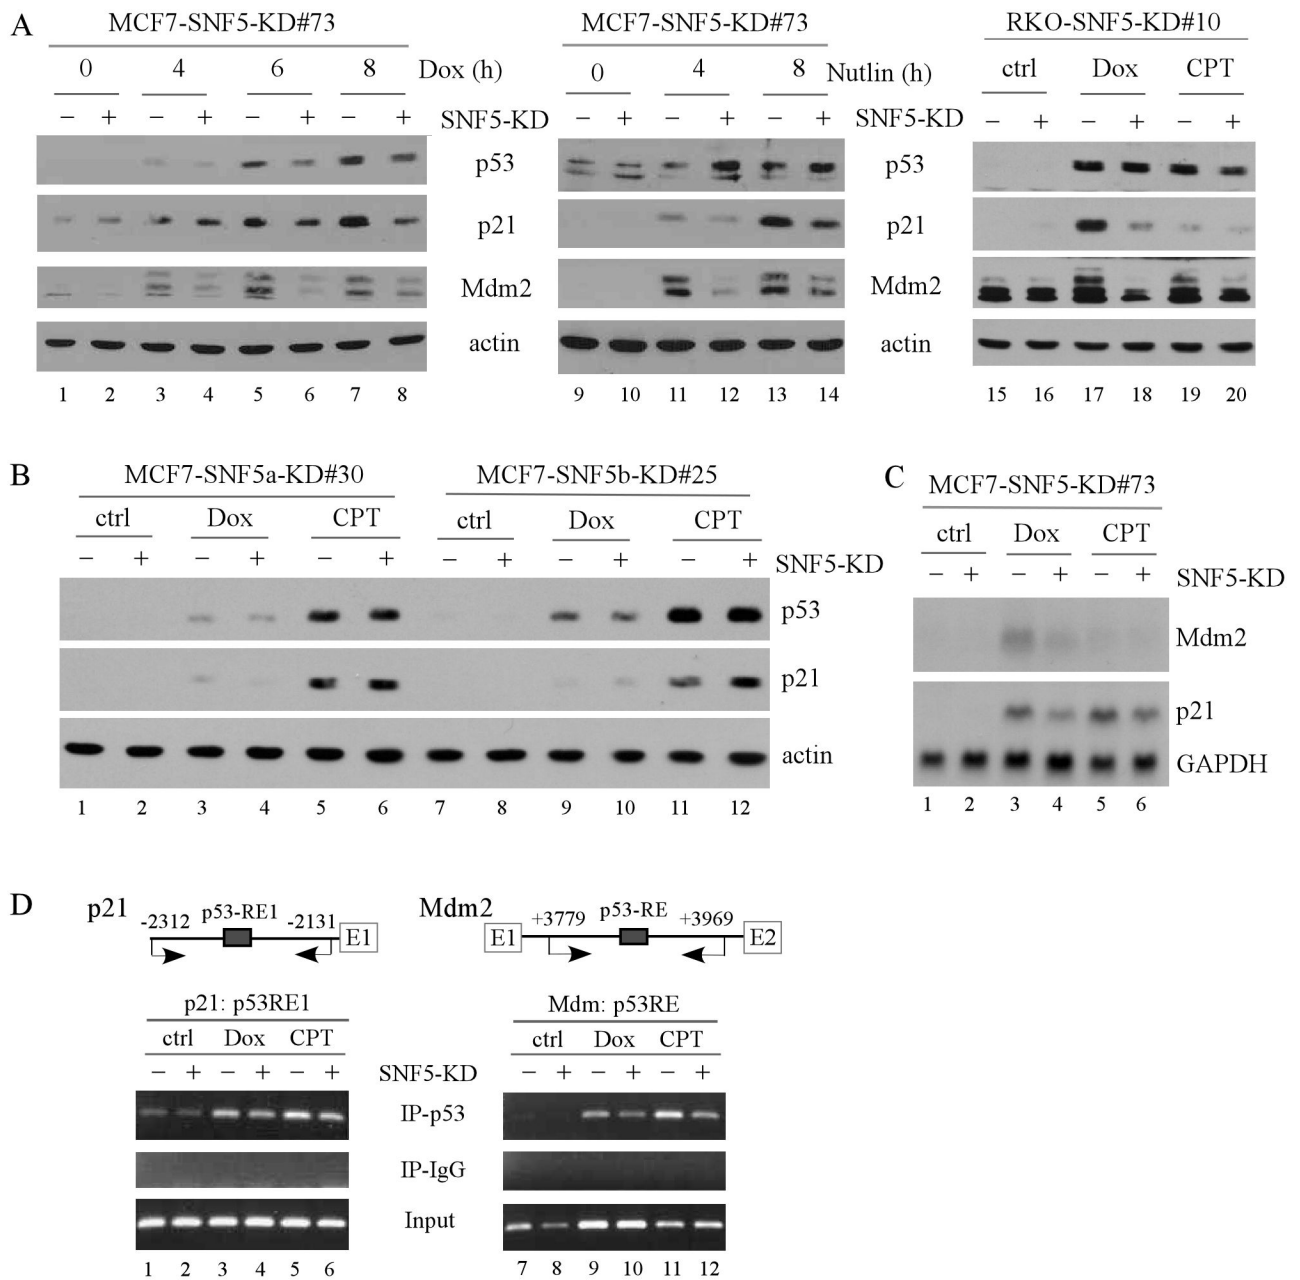 A
MCF7-SNF5-KD#73
MCF7-SNF5-KD#73
RKO-SNF5-KD#10
0 4 6 8 Dox (h)
0 4 8 Nutlin (h)
ctrl Dox CPT
− + − + − + − + SNF5-KD
− + − + − + SNF5-KD
− + − + − +
p53 p53
p21 p21
Mdm2 Mdm2
actin actin
1 2 3 4 5 6 7 8
9 10 11 12 13 14
15 16 17 18 19 20
B
MCF7-SNF5a-KD#30
MCF7-SNF5b-KD#25
ctrl Dox CPT
ctrl Dox CPT
− + − + − + − + − + − + SNF5-KD
p53
p21
actin
1 2 3 4 5 6 7 8 9 10 11 12
C
MCF7-SNF5-KD#73
ctrl Dox CPT
− + − + − + SNF5-KD
Mdm2
p21
GAPDH
1 2 3 4 5 6
D
p21
-2312 p53-RE1 -2131
E1
Mdm2
+3779 p53-RE +3969
E1 E2
p21: p53RE1
Mdm: p53RE
ctrl Dox CPT
ctrl Dox CPT
− + − + − + SNF5-KD − + − + − +
IP-p53
IP-IgG
Input
1 2 3 4 5 6
7 8 9 10 11 12